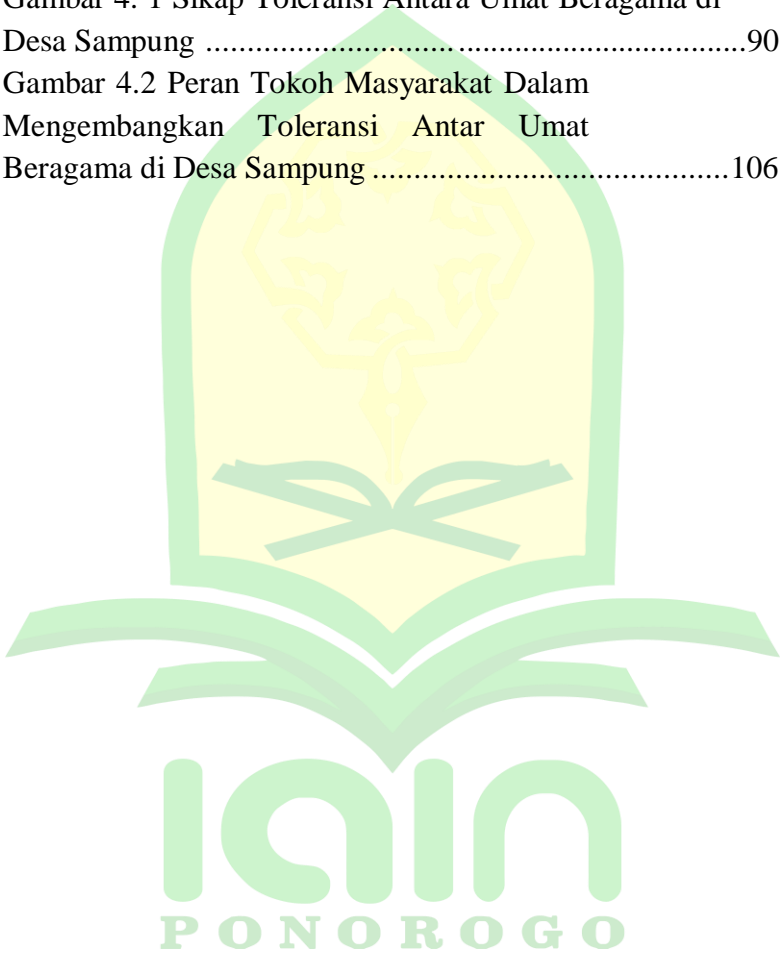 Gambar 4. 1 Sikap Toleransi Antara Umat Beragama di
Desa Sampung ....................................................................90
Gambar 4.2 Peran Tokoh Masyarakat Dalam
Mengembangkan Toleransi Antar Umat
Beragama di Desa Sampung ............................................106
iain
PONOROGO